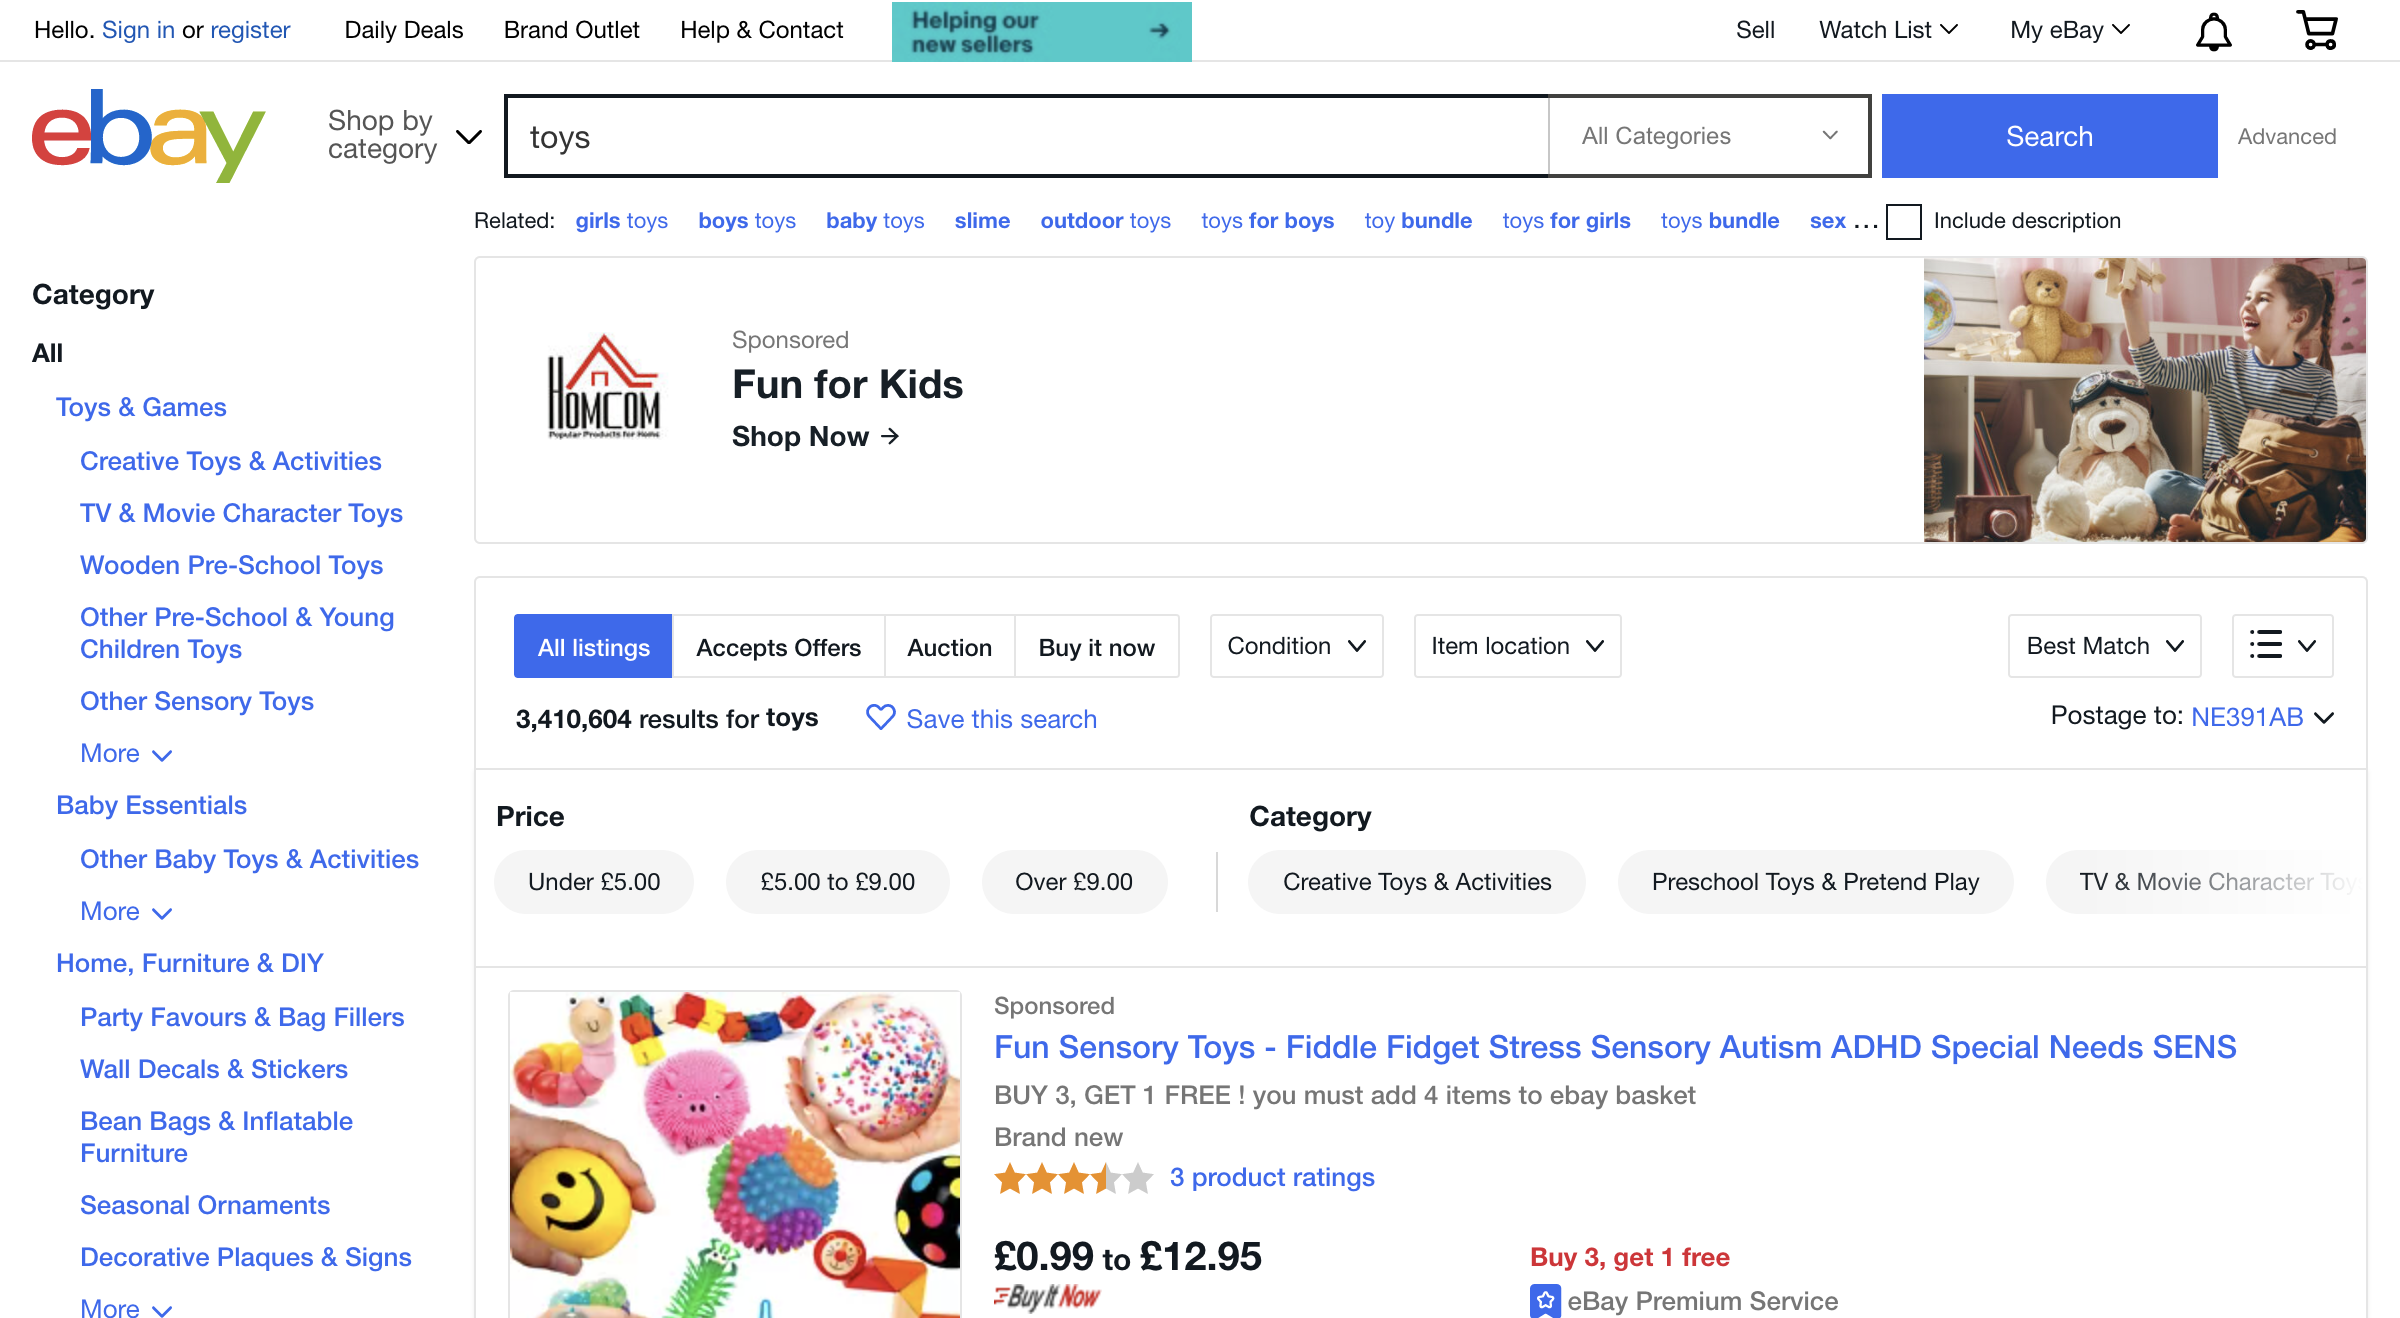 Hello. Sign in or register
Daily Deals
Brand Outlet
Help & Contact
Helping our
new sellers
Sell
Watch List
My eBay
ebay
Shop by
category
toys
All Categories
Search
Advanced
Related: girls toys boys toys baby toys slime outdoor toys toys for boys toy bundle toys for girls toys bundle sex ...
Include description
Category
All
Toys & Games
Creative Toys & Activities
TV & Movie Character Toys
Wooden Pre-School Toys
Other Pre-School & Young
Children Toys
Other Sensory Toys
More
Baby Essentials
Other Baby Toys & Activities
More
Home, Furniture & DIY
Party Favours & Bag Fillers
Wall Decals & Stickers
Bean Bags & Inflatable
Furniture
Seasonal Ornaments
Decorative Plaques & Signs
More
HOMCOM
Popular Products for Home
Sponsored
Fun for Kids
Shop Now
All listings
Accepts Offers
Auction
Buy it now
Condition
Item location
Best Match
3,410,604 results for toys
Save this search
Postage to: NE391AB
Price
Under £5.00
£5.00 to £9.00
Over £9.00
Category
Creative Toys & Activities
Preschool Toys & Pretend Play
TV & Movie Character Toy
Sponsored
Fun Sensory Toys - Fiddle Fidget Stress Sensory Autism ADHD Special Needs SENS
BUY 3, GET 1 FREE ! you must add 4 items to ebay basket
Brand new
3 product ratings
£0.99 to £12.95
Buy It Now
Buy 3, get 1 free
eBay Premium Service